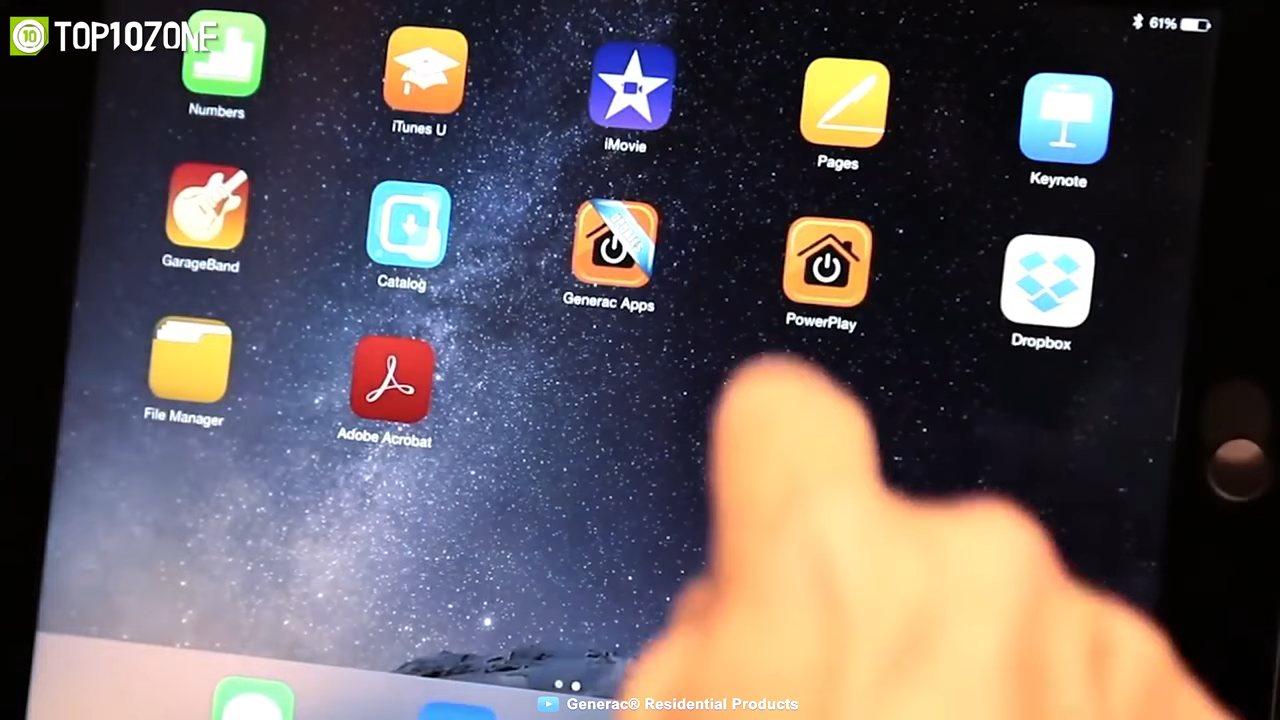 TOP10ZONE
10
61%
Numbers
iTunes U
iMovie
Pages
Keynote
GarageBand
Catalog
Generac Apps
PowerPlay
Dropbox
File Manager
Adobe Acrobat
Generac® Residential Products